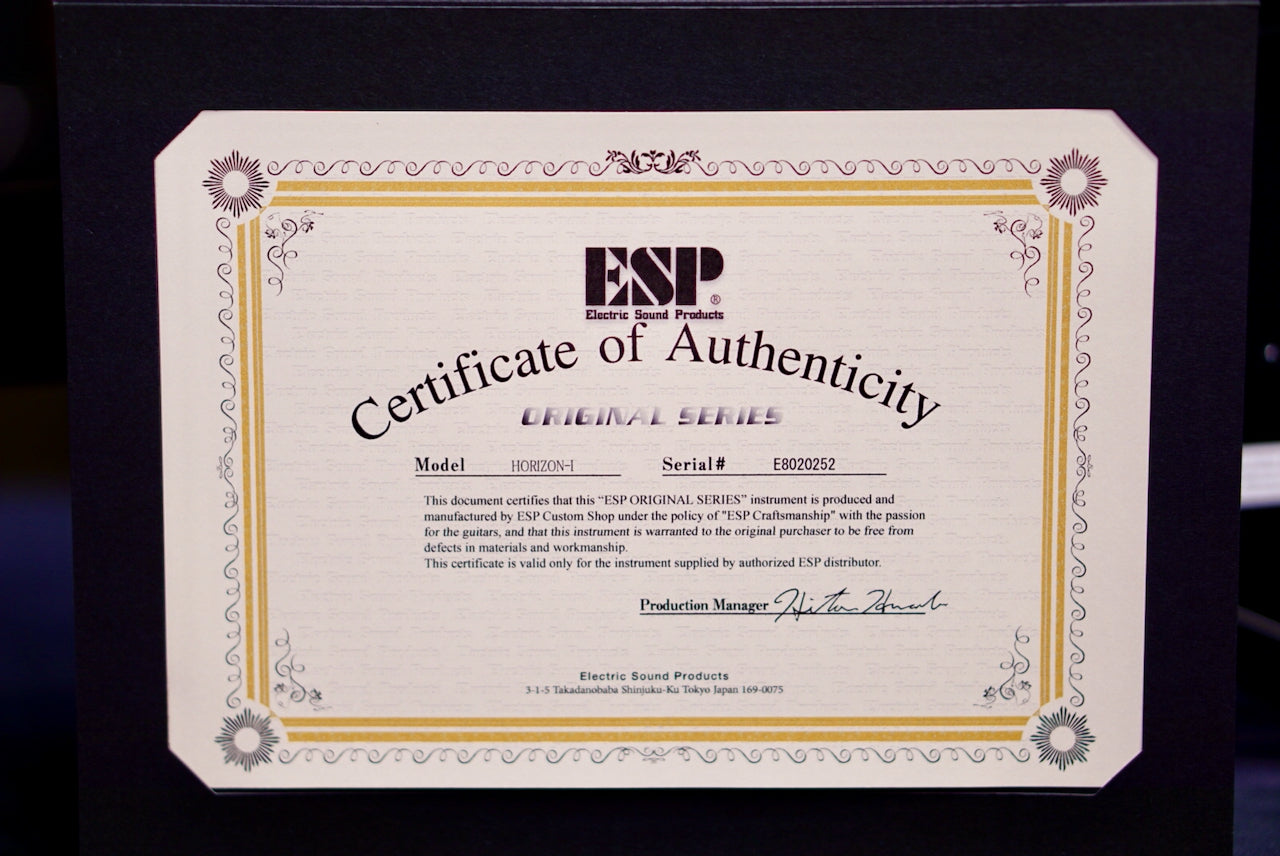 ESP®
Electric Sound Products
Certificate of Authenticity
ORIGINAL SERIES
Model HORIZON-I Serial# E8020252
This document certifies that this “ESP ORIGINAL SERIES” instrument is produced and
manufactured by ESP Custom Shop under the policy of "ESP Craftsmanship" with the passion
for the guitars, and that this instrument is warranted to the original purchaser to be free from
defects in materials and workmanship.
This certificate is valid only for the instrument supplied by authorized ESP distributor.
Production Manager
Electric Sound Products
3-1-5 Takadanobaba Shinjuku-Ku Tokyo Japan 169-0075